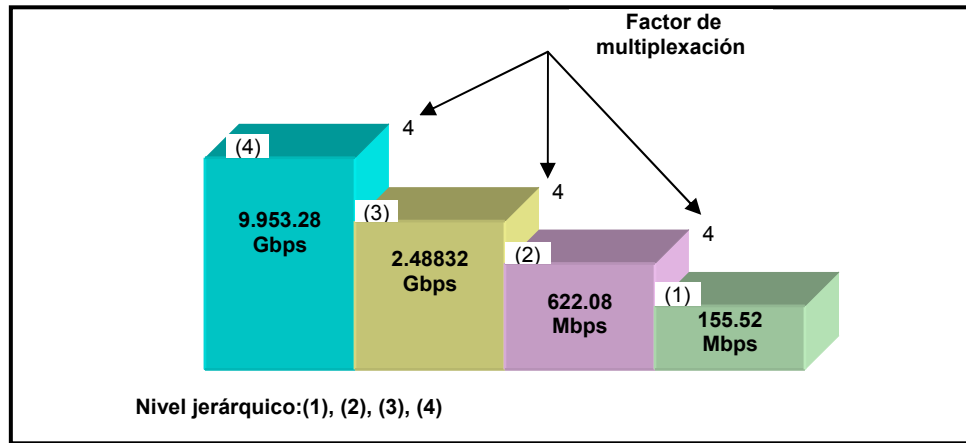 Factor de
multiplexación
4
(4)
4
(3)
9.953.28
Gbps
4
(2)
2.48832
Gbps
(1)
622.08
Mbps
155.52
Mbps
Nivel jerárquico:(1), (2), (3), (4)